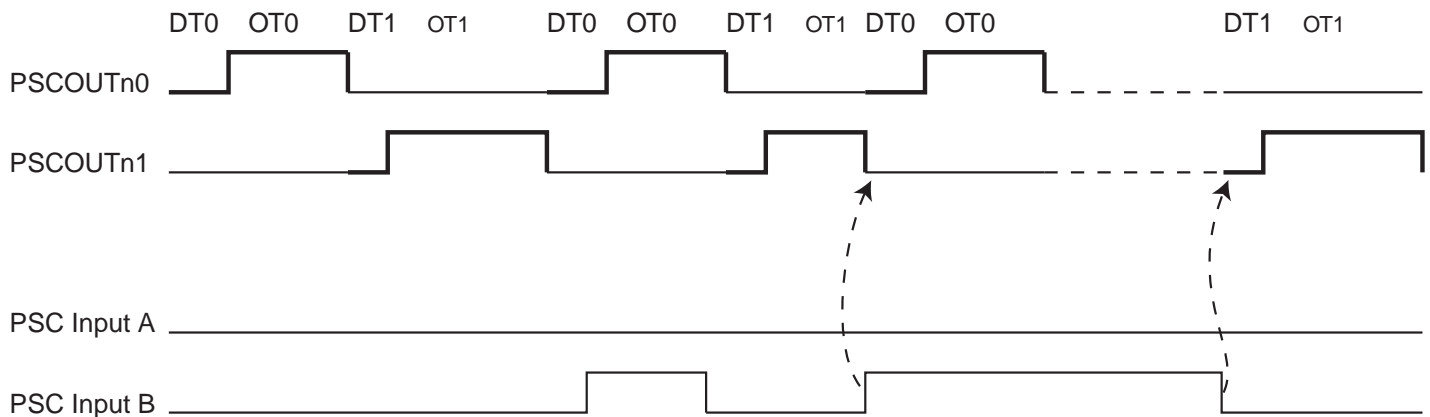 DT0 OT0 DT1 OT1 DT0 OT0 DT1 OT1 DT0 OT0 DT1 OT1
PSCOUTn0
PSCOUTn1
PSC Input A
PSC Input B